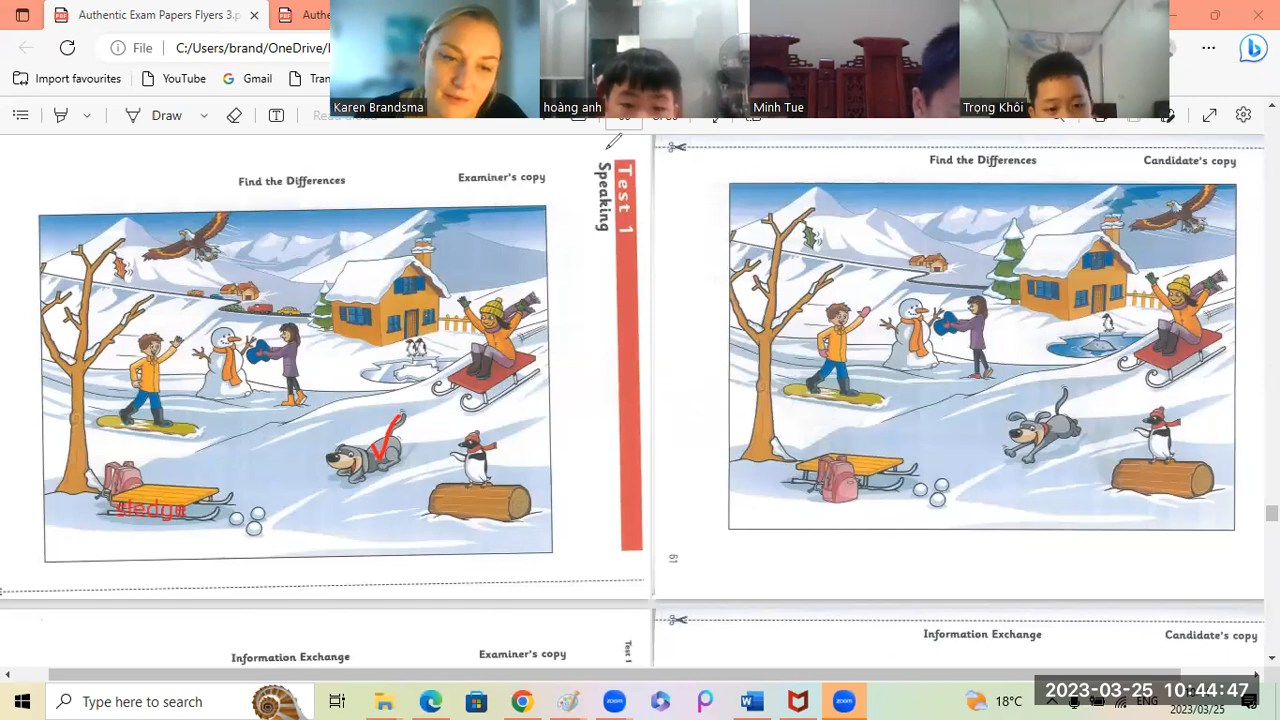 Authentic Exam Papers Flyers 3.p
File
C:/Users/brand/OneDrive/
Import favourites
YouTube
Gmail
Draw
Karen Brandsma
hoàng anh
Minh Tue
Trọng Khôi
Find the Differences
Examiner's copy
Test 1
Speaking
sledge
Find the Differences
Candidate's copy
61
Information Exchange
Examiner's copy
Test 1
Information Exchange
Candidate's copy
Type here to search
zoom
zoom
18°C
2023-03-25 10:44:47
2023/03/25